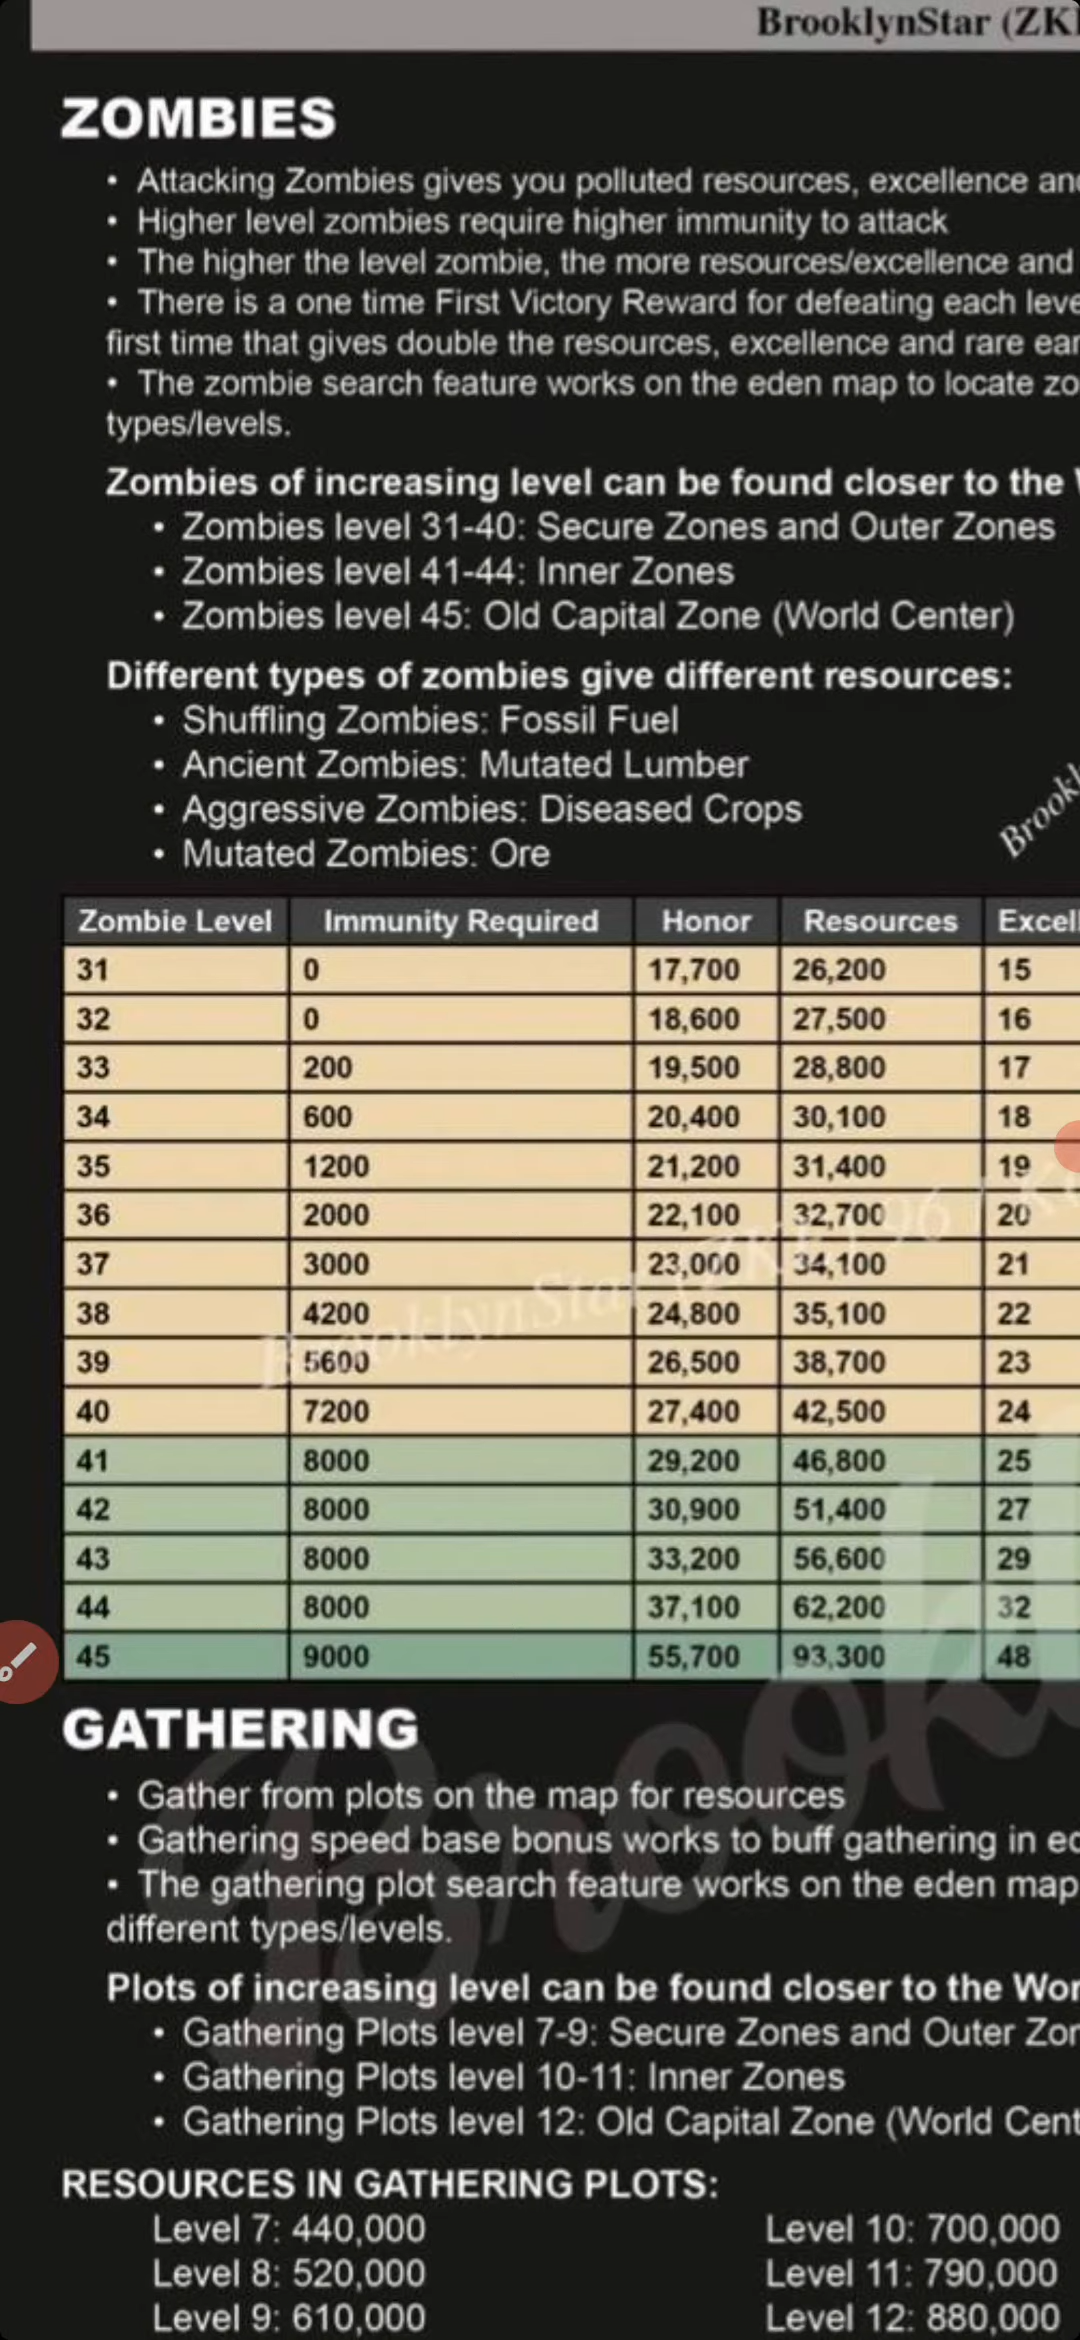 BrooklynStar (ZK
ZOMBIES
• Attacking Zombies gives you polluted resources, excellence an
• Higher level zombies require higher immunity to attack
• The higher the level zombie, the more resources/excellence and
• There is a one time First Victory Reward for defeating each leve
first time that gives double the resources, excellence and rare ear
• The zombie search feature works on the eden map to locate zo
types/levels.
Zombies of increasing level can be found closer to the
• Zombies level 31-40: Secure Zones and Outer Zones
• Zombies level 41-44: Inner Zones
• Zombies level 45: Old Capital Zone (World Center)
Different types of zombies give different resources:
• Shuffling Zombies: Fossil Fuel
• Ancient Zombies: Mutated Lumber
• Aggressive Zombies: Diseased Crops
• Mutated Zombies: Ore
Brookl
Zombie Level Immunity Required Honor Resources Excell
31 0 17,700 26,200 15
32 0 18,600 27,500 16
33 200 19,500 28,800 17
34 600 20,400 30,100 18
35 1200 21,200 31,400 19
36 2000 22,100 32,700 20
37 3000 23,000 34,100 21
38 4200 24,800 35,100 22
39 5600 26,500 38,700 23
40 7200 27,400 42,500 24
41 8000 29,200 46,800 25
42 8000 30,900 51,400 27
43 8000 33,200 56,600 29
44 8000 37,100 62,200 32
45 9000 55,700 93,300 48
BrooklynStar
GATHERING
• Gather from plots on the map for resources
• Gathering speed base bonus works to buff gathering in ed
• The gathering plot search feature works on the eden map
different types/levels.
Plots of increasing level can be found closer to the Wor
• Gathering Plots level 7-9: Secure Zones and Outer Zon
• Gathering Plots level 10-11: Inner Zones
• Gathering Plots level 12: Old Capital Zone (World Cent
RESOURCES IN GATHERING PLOTS:
Level 7: 440,000 Level 10: 700,000
Level 8: 520,000 Level 11: 790,000
Level 9: 610,000 Level 12: 880,000